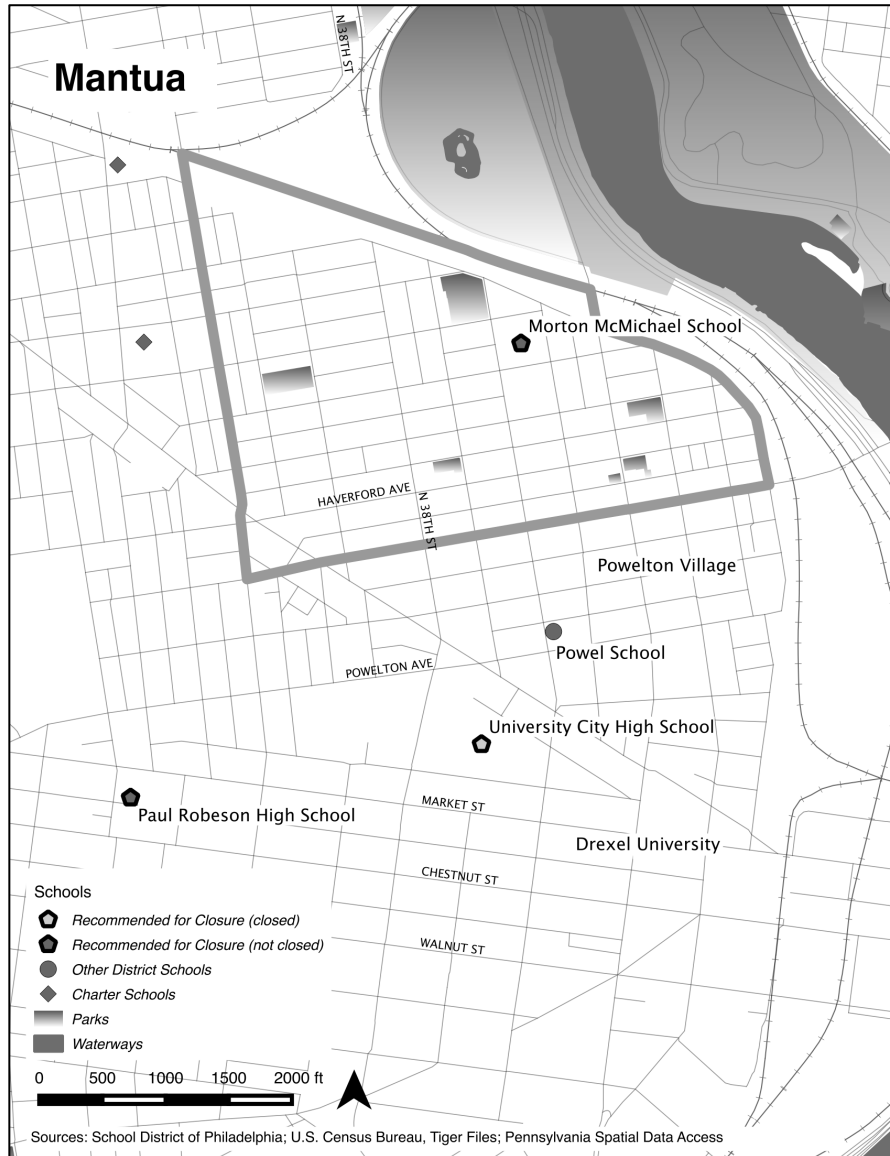 N 38TH ST
Mantua
Morton McMichael School
HAVERFORD AVE
N 38TH ST
Powelton Village
Powel School
POWELTON AVE
University City High School
MARKET ST
Paul Robeson High School
Drexel University
CHESTNUT ST
WALNUT ST
Schools
Recommended for Closure (closed)
Recommended for Closure (not closed)
Other District Schools
Charter Schools
Parks
Waterways
0 500 1000 1500 2000 ft
Sources: School District of Philadelphia; U.S. Census Bureau, Tiger Files; Pennsylvania Spatial Data Access